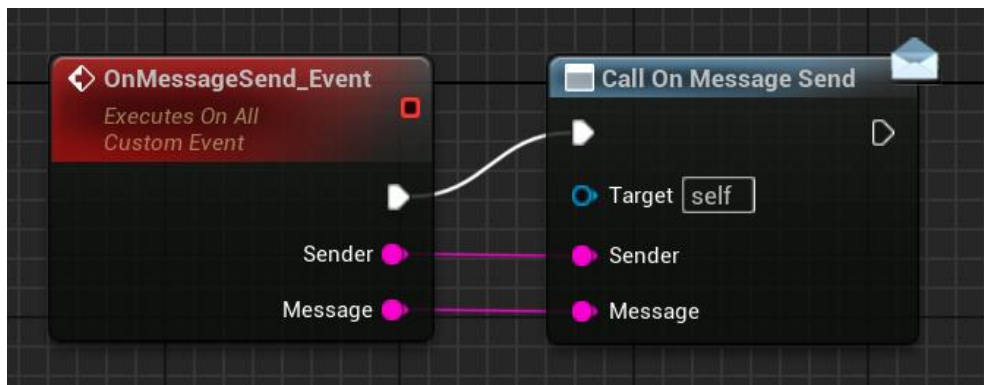 OnMessageSend_Event
Executes On All
Custom Event
Sender
Message
Call On Message Send
Target self
Sender
Message